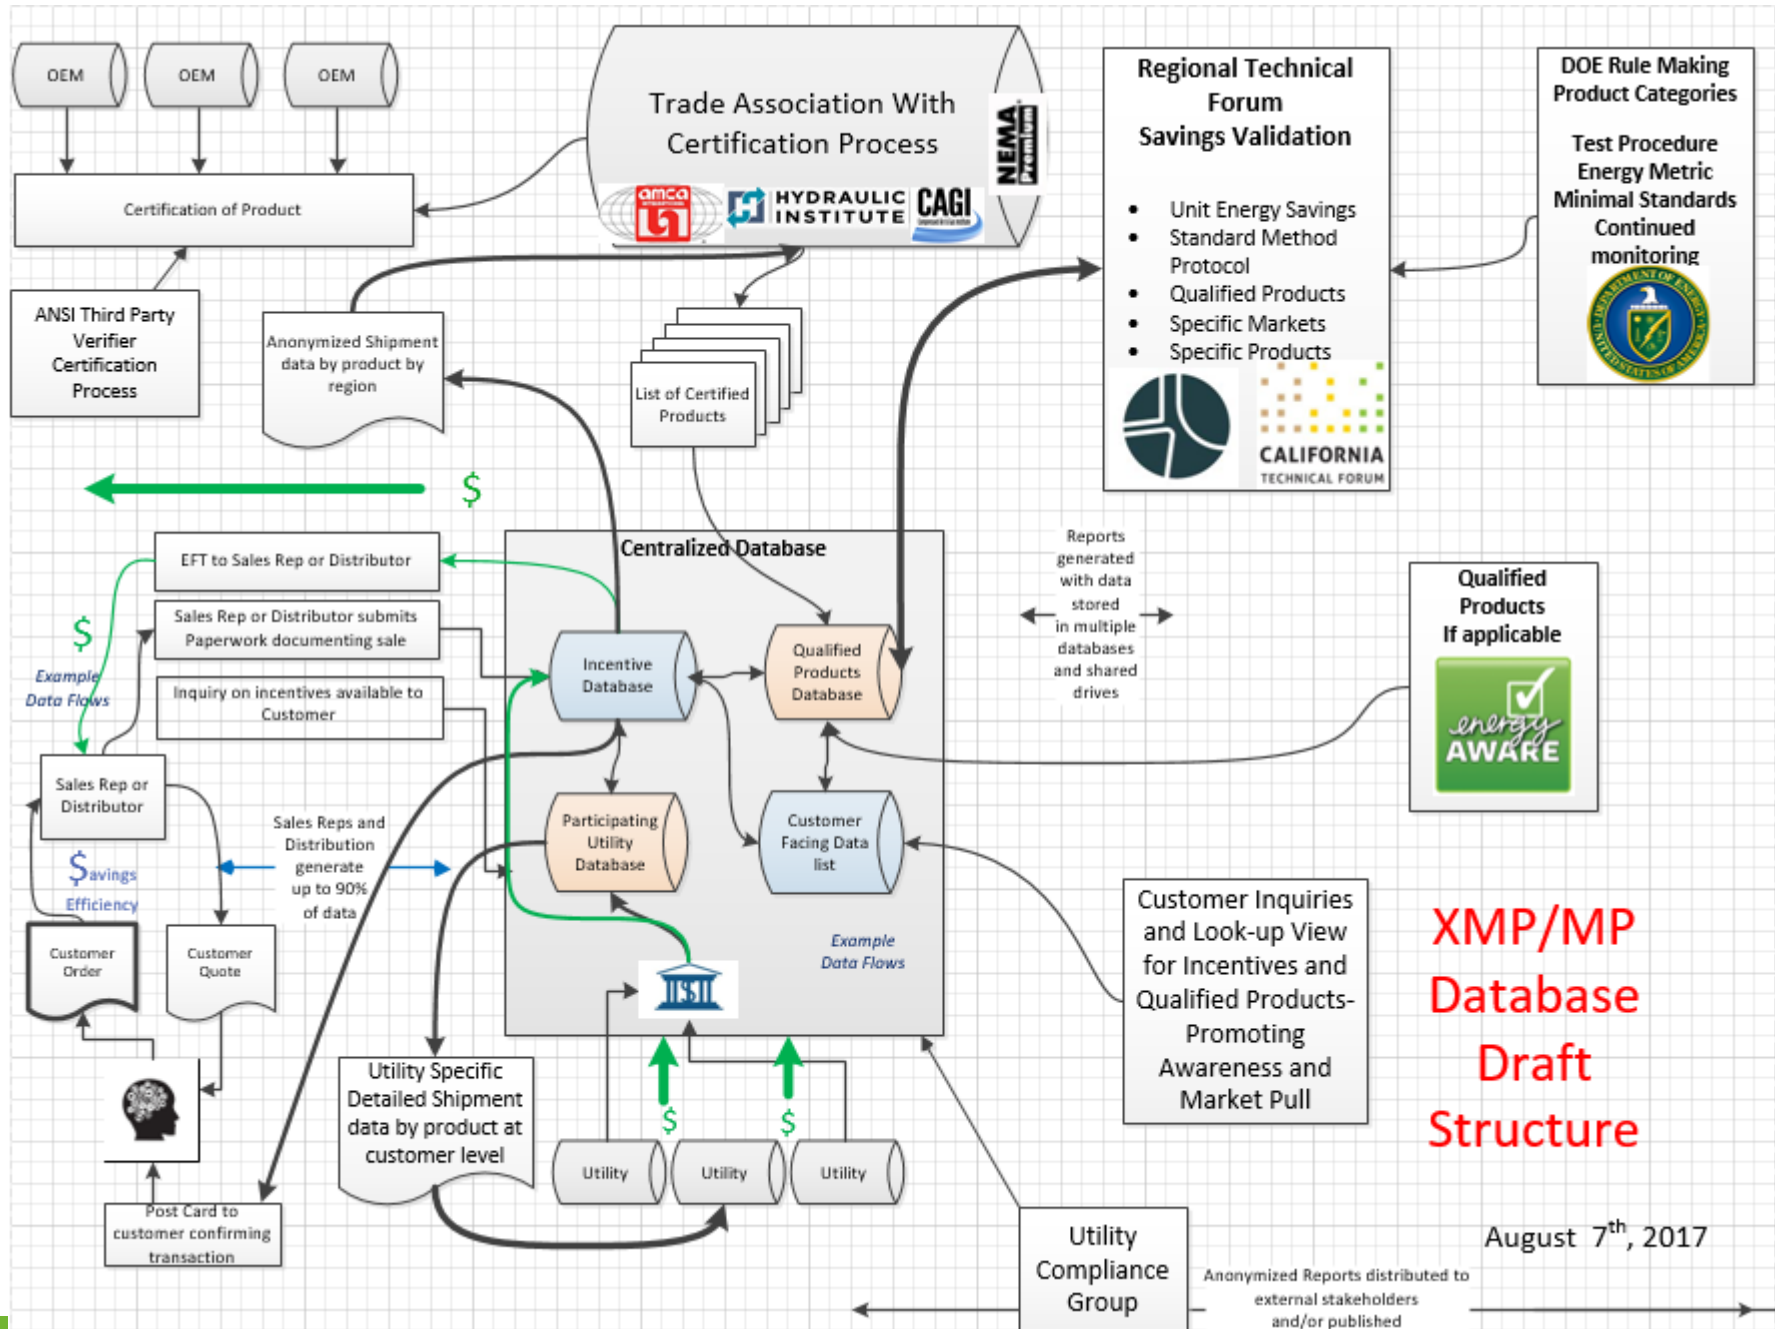 OEM
OEM
OEM
Trade Association With
Certification Process
NEMA
Premium
amca
INTERNATIONAL
HYDRAULIC
INSTITUTE
CAGI
Certification of Product
ANSI Third Party
Verifier
Certification
Process
Anonymized Shipment
data by product by
region
List of Certified
Products
Regional Technical
Forum
Savings Validation
• Unit Energy Savings
• Standard Method
Protocol
• Qualified Products
• Specific Markets
• Specific Products
CALIFORNIA
TECHNICAL FORUM
DOE Rule Making
Product Categories
Test Procedure
Energy Metric
Minimal Standards
Continued
monitoring
DEPARTMENT OF ENERGY
UNITED STATES OF AMERICA
$
EFT to Sales Rep or Distributor
Sales Rep or Distributor submits
Paperwork documenting sale
Inquiry on incentives available to
Customer
$
Example
Data Flows
Sales Rep or
Distributor
$avings
Efficiency
Sales Reps and
Distribution
generate
up to 90%
of data
Customer
Order
Customer
Quote
Post Card to
customer confirming
transaction
Centralized Database
Incentive
Database
Qualified
Products
Database
Participating
Utility
Database
Customer
Facing Data
list
Example
Data Flows
$
Utility Specific
Detailed Shipment
data by product at
customer level
$
$
Utility
Utility
Utility
Reports
generated
with data
stored
in multiple
databases
and shared
drives
Qualified
Products
If applicable
energy
AWARE
Customer Inquiries
and Look-up View
for Incentives and
Qualified Products-
Promoting
Awareness and
Market Pull
XMP/MP
Database
Draft
Structure
August 7th, 2017
Utility
Compliance
Group
Anonymized Reports distributed to
external stakeholders
and/or published